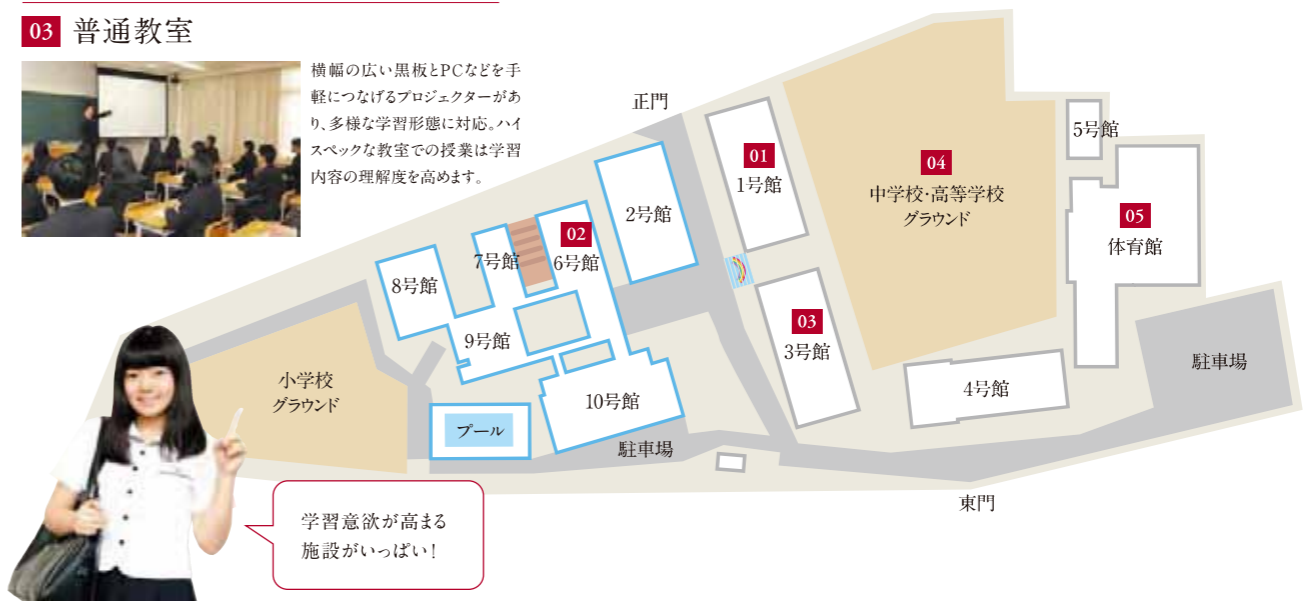 03 普通教室
横幅の広い黒板とPCなどを手
軽につなげるプロジェクターがあ
り、多様な学習形態に対応。ハイ
スペックな教室での授業は学習
内容の理解度を高めます。
正門
01
1号館
2号館
02
6号館
7号館
8号館
9号館
10号館
03
3号館
04
中学校・高等学校
グラウンド
5号館
05
体育館
4号館
駐車場
小学校
グラウンド
プール
駐車場
東門
学習意欲が高まる
施設がいっぱい!